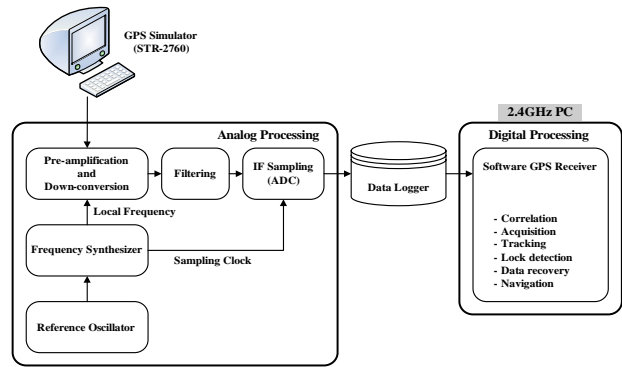 GPS Simulator
(STR-2760)
2.4GHz PC
Analog Processing
Digital Processing
Pre-amplification
and
Down-conversion
Filtering
IF Sampling
(ADC)
Data Logger
Software GPS Receiver
Local Frequency
Frequency Synthesizer
Sampling Clock
Reference Oscillator
- Correlation
- Acquisition
- Tracking
- Lock detection
- Data recovery
- Navigation